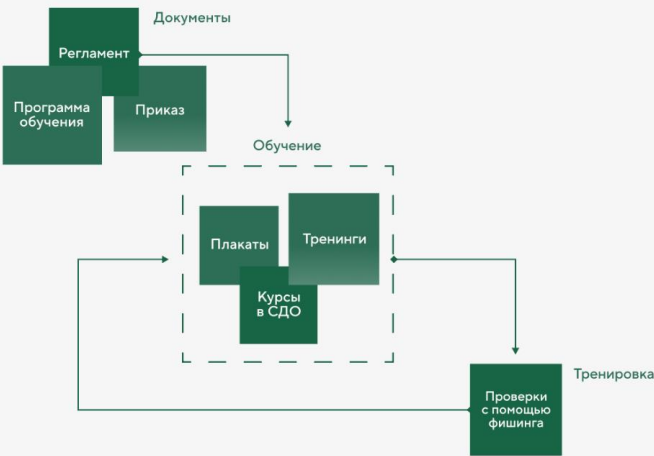 Документы
Регламент
Программа
обучения
Приказ
Обучение
Плакаты
Тренинги
Курсы
в СДО
Тренировка
Проверки
с помощью
фишинга